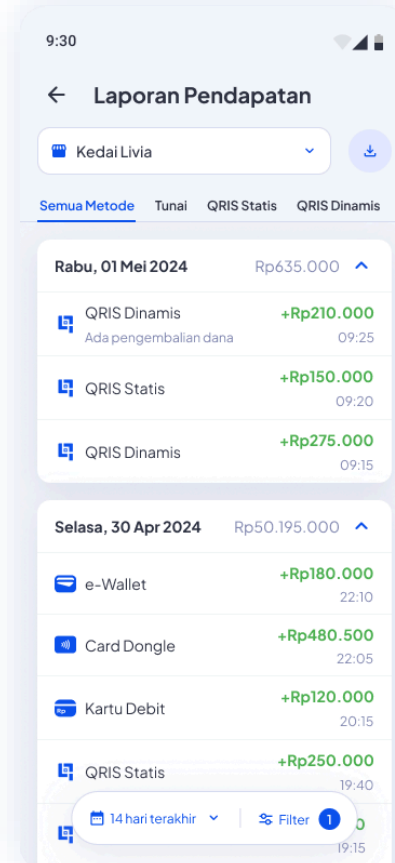 9:30
Laporan Pendapatan
Kedai Livia
Semua Metode Tunai QRIS Statis QRIS Dinamis
Rabu, 01 Mei 2024 Rp635.000
QRIS Dinamis +Rp210.000
Ada pengembalian dana 09:25
QRIS Statis +Rp150.000
09:20
QRIS Dinamis +Rp275.000
09:15
Selasa, 30 Apr 2024 Rp50.195.000
e-Wallet +Rp180.000
22:10
Card Dongle +Rp480.500
22:05
Kartu Debit +Rp120.000
20:15
QRIS Statis +Rp250.000
19:40
14 hari terakhir Filter 1
19:15